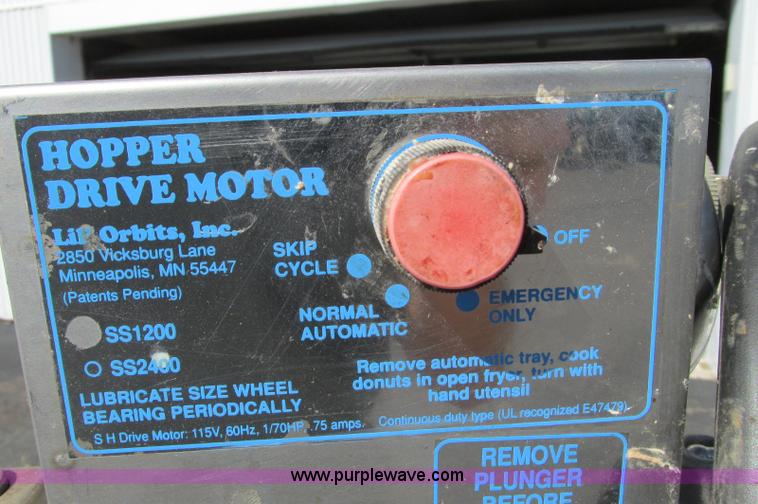 HOPPER
DRIVE MOTOR
Lil' Orbits, Inc.
2850 Vicksburg Lane
Minneapolis, MN 55447
(Patents Pending)
SS1200
SS2400
LUBRICATE SIZE WHEEL
BEARING PERIODICALLY
SKIP
CYCLE
NORMAL
AUTOMATIC
OFF
EMERGENCY
ONLY
Remove automatic tray, cook
donuts in open fryer, turn with
hand utensil
S H Drive Motor: 115V, 60Hz, 1/70HP, .75 amps. Continuous duty type (UL recognized E47479)
REMOVE
PLUNGER
BEFORE
www.purplewave.com